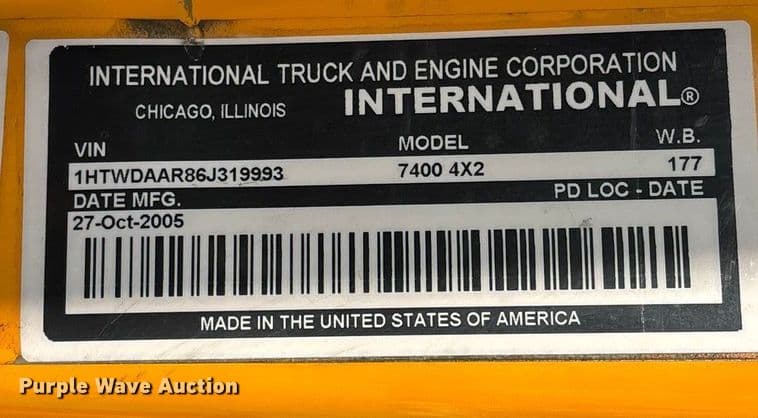 INTERNATIONAL TRUCK AND ENGINE CORPORATION
CHICAGO, ILLINOIS INTERNATIONAL®
VIN MODEL W.B.
1HTWDAAR86J319993 7400 4X2 177
DATE MFG. PD LOC - DATE
27-Oct-2005
MADE IN THE UNITED STATES OF AMERICA
Purple Wave Auction